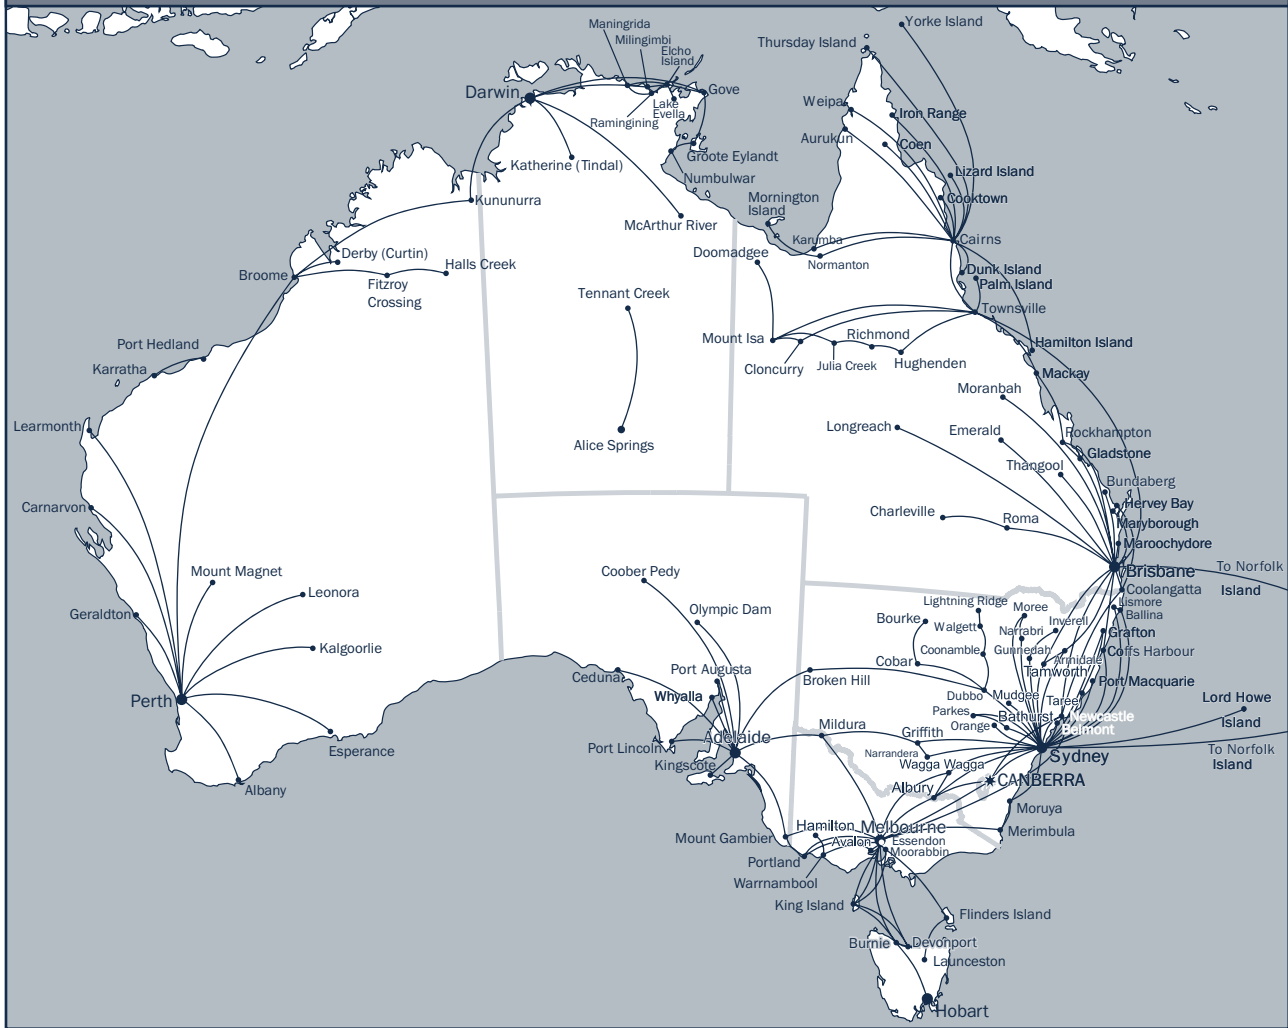 Maningrida
Milingimbi
Elcho
Island
Yorke Island
Thursday Island
Darwin
Gove
Lake
Evella
Ramingining
Weipa
Iron Range
Aurukun
Coen
Katherine (Tindal)
Groote Eylandt
Numbulwar
Lizard Island
Mornington
Island
Cooktown
Kununurra
McArthur River
Karumba
Cairns
Doomadgee
Normanton
Derby (Curtin)
Halls Creek
Broome
Fitzroy
Crossing
Dunk Island
Palm Island
Tennant Creek
Townsville
Port Hedland
Mount Isa
Richmond
Hamilton Island
Karratha
Cloncurry
Julia Creek
Hughenden
Mackay
Moranbah
Learmonth
Longreach
Emerald
Rockhampton
Alice Springs
Gladstone
Thangool
Bundaberg
Carnarvon
Charleville
Roma
Hervey Bay
Maryborough
Maroochydore
Mount Magnet
Coober Pedy
Brisbane
To Norfolk
Island
Leonora
Coolangatta
Geraldton
Olympic Dam
Lightning Ridge
Moree
Lismore
Ballina
Bourke
Walgett
Narrabri
Inverell
Grafton
Kalgoorlie
Coonamble
Gunnedah
Armidale
Coffs Harbour
Cobar
Tamworth
Ceduna
Port Augusta
Broken Hill
Port Macquarie
Whyalla
Dubbo
Mudgee
Taree
Lord Howe
Island
Perth
Parkes
Bathurst
Newcastle
Belmont
Orange
Mildura
Griffith
Adelaide
Port Lincoln
Narrandera
Sydney
To Norfolk
Island
Esperance
Kingscote
Wagga Wagga
CANBERRA
Albany
Albury
Moruya
Hamilton
Melbourne
Merimbula
Mount Gambier
Avalon
Essendon
Moorabbin
Portland
Warrnambool
King Island
Flinders Island
Burnie
Devonport
Launceston
Hobart